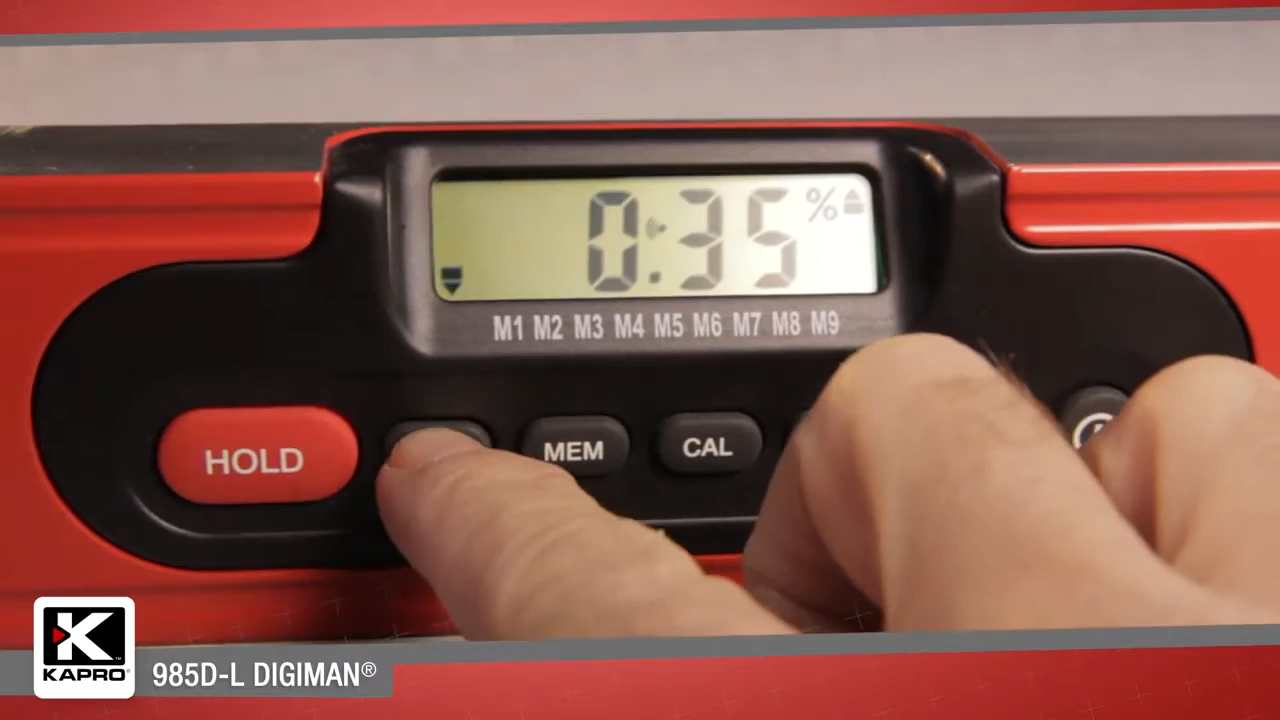 0.35 %
M1 M2 M3 M4 M5 M6 M7 M8 M9
HOLD
MEM
CAL
K
KAPRO®
985D-L DIGIMAN®